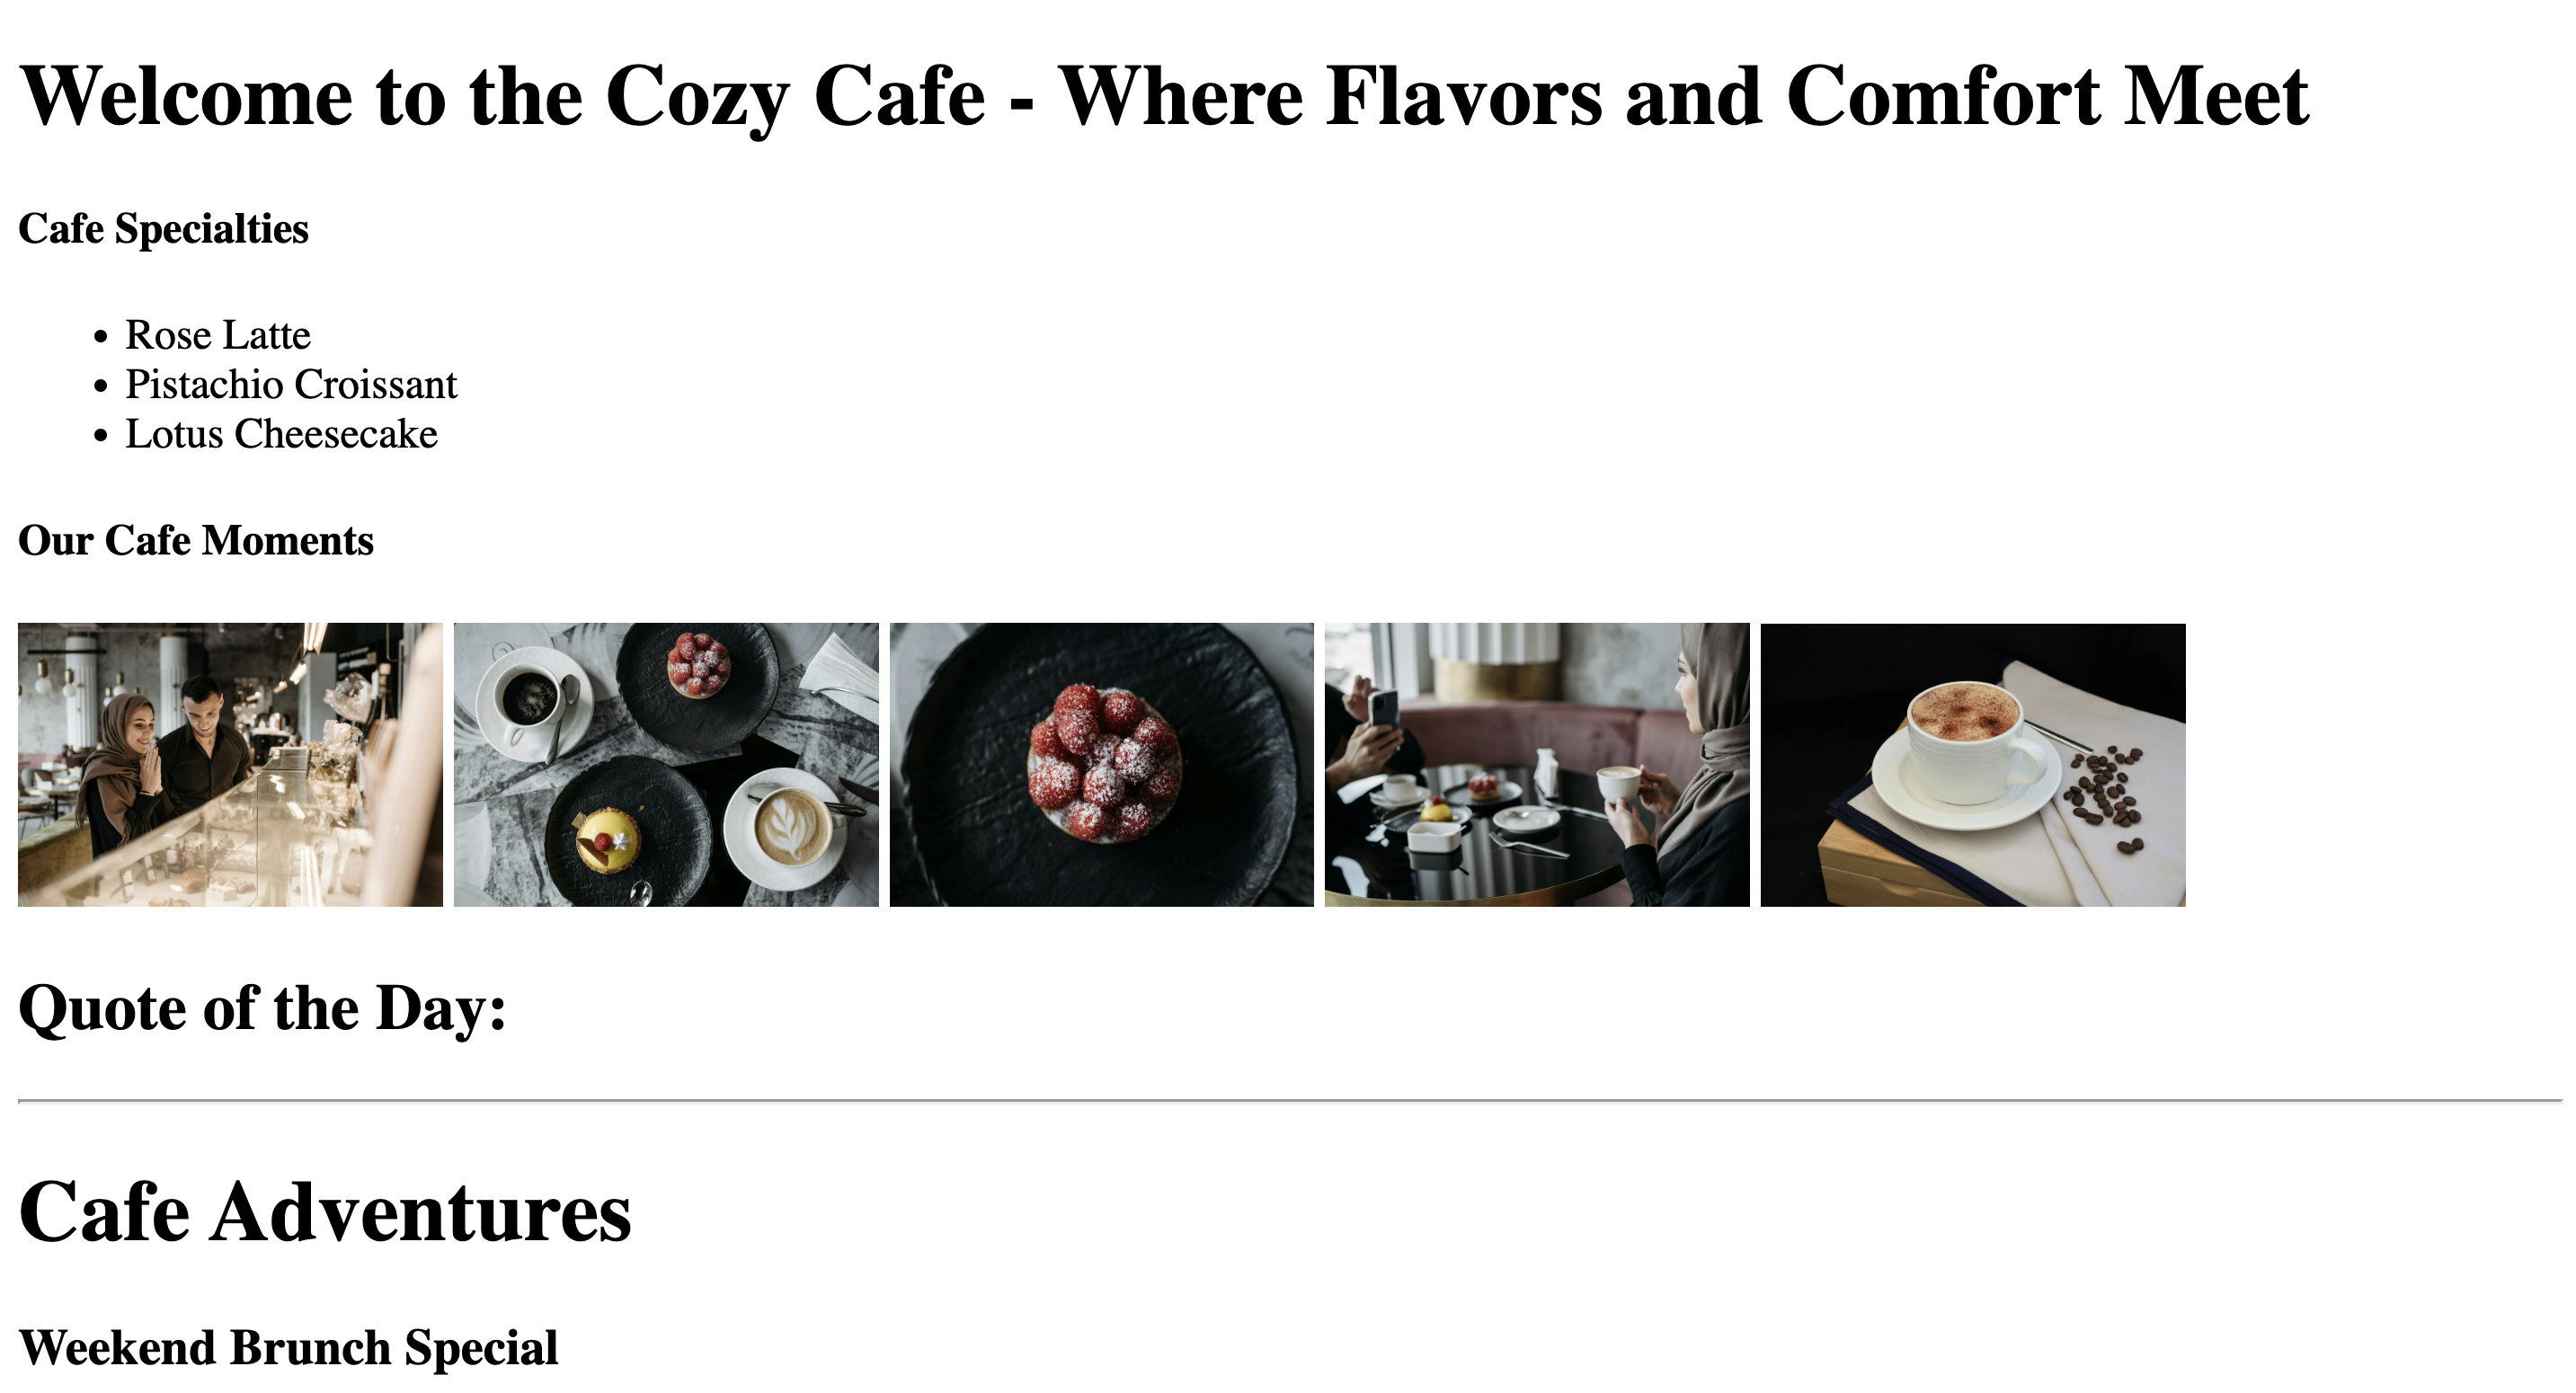 Welcome to the Cozy Cafe - Where Flavors and Comfort Meet
Cafe Specialties
• Rose Latte
• Pistachio Croissant
• Lotus Cheesecake
Our Cafe Moments
Quote of the Day:
Cafe Adventures
Weekend Brunch Special